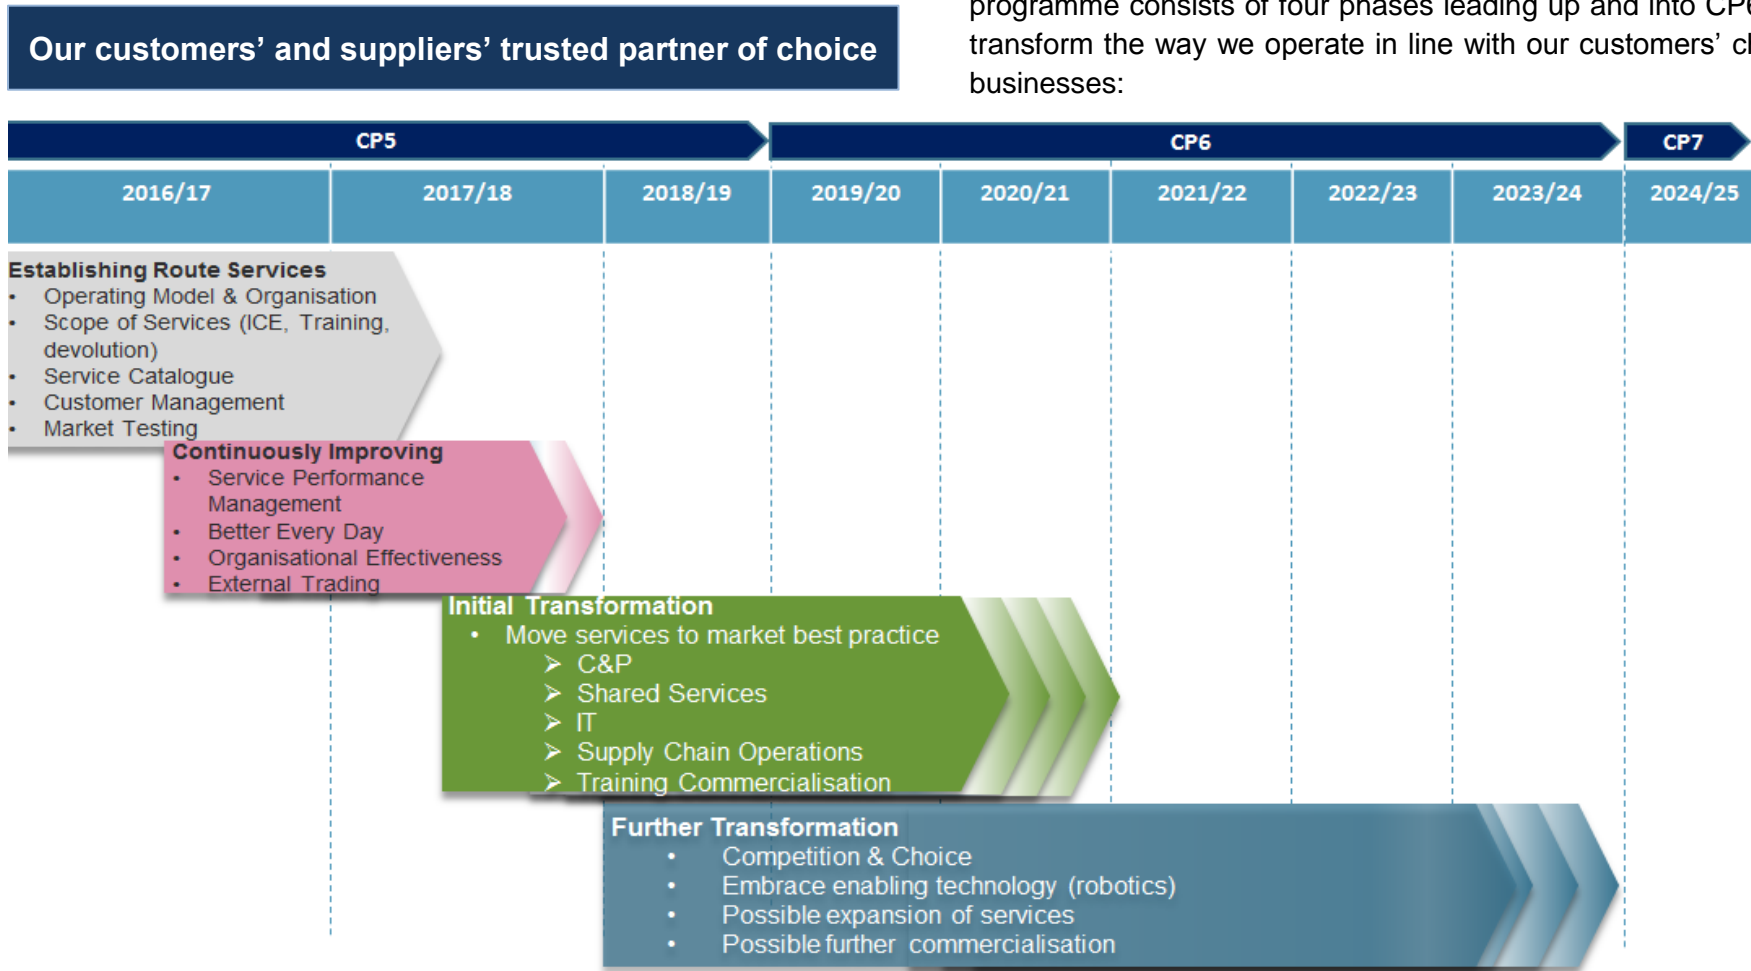 Our customers’ and suppliers’ trusted partner of choice
programme consists of four phases leading up and into CP6
transform the way we operate in line with our customers’
businesses:
CP5
CP6
CP7
2016/17
2017/18
2018/19
2019/20
2020/21
2021/22
2022/23
2023/24
2024/25
Establishing Route Services
• Operating Model & Organisation
• Scope of Services (ICE, Training,
devolution)
• Service Catalogue
• Customer Management
• Market Testing
Continuously Improving
• Service Performance
Management
• Better Every Day
• Organisational Effectiveness
• External Trading
Initial Transformation
• Move services to market best practice
➢ C&P
➢ Shared Services
➢ IT
➢ Supply Chain Operations
➢ Training Commercialisation
Further Transformation
• Competition & Choice
• Embrace enabling technology (robotics)
• Possible expansion of services
• Possible further commercialisation